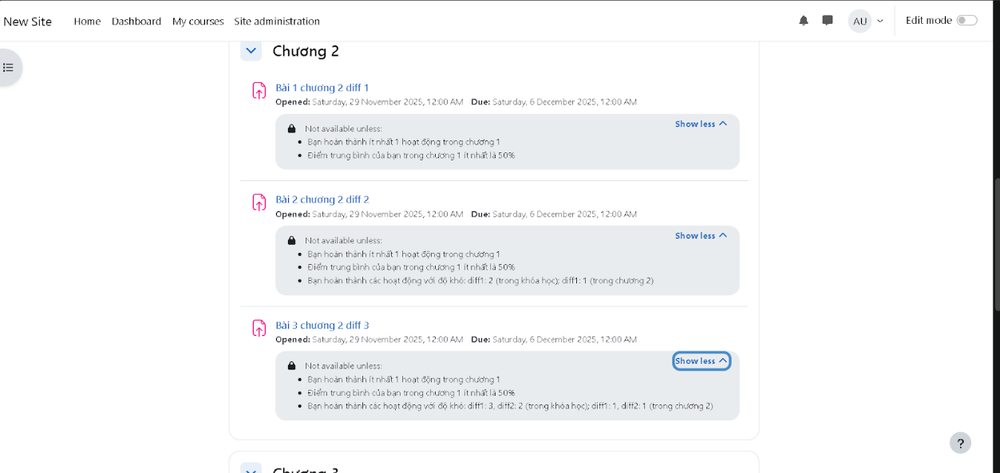 New Site Home Dashboard My courses Site administration AU Edit mode
Chương 2
Bài 1 chương 2 diff 1
Opened: Saturday, 29 November 2025, 12:00 AM Due: Saturday, 6 December 2025, 12:00 AM
Not available unless: Show less
• Bạn hoàn thành ít nhất 1 hoạt động trong chương 1
• Điểm trung bình của bạn trong chương 1 ít nhất là 50%
Bài 2 chương 2 diff 2
Opened: Saturday, 29 November 2025, 12:00 AM Due: Saturday, 6 December 2025, 12:00 AM
Not available unless: Show less
• Bạn hoàn thành ít nhất 1 hoạt động trong chương 1
• Điểm trung bình của bạn trong chương 1 ít nhất là 50%
• Bạn hoàn thành các hoạt động với độ khó: diff1: 2 (trong khóa học); diff1: 1 (trong chương 2)
Bài 3 chương 2 diff 3
Opened: Saturday, 29 November 2025, 12:00 AM Due: Saturday, 6 December 2025, 12:00 AM
Not available unless: Show less
• Bạn hoàn thành ít nhất 1 hoạt động trong chương 1
• Điểm trung bình của bạn trong chương 1 ít nhất là 50%
• Bạn hoàn thành các hoạt động với độ khó: diff1: 3, diff2: 2 (trong khóa học); diff1: 1, diff2: 1 (trong chương 2)
?
Chương 3